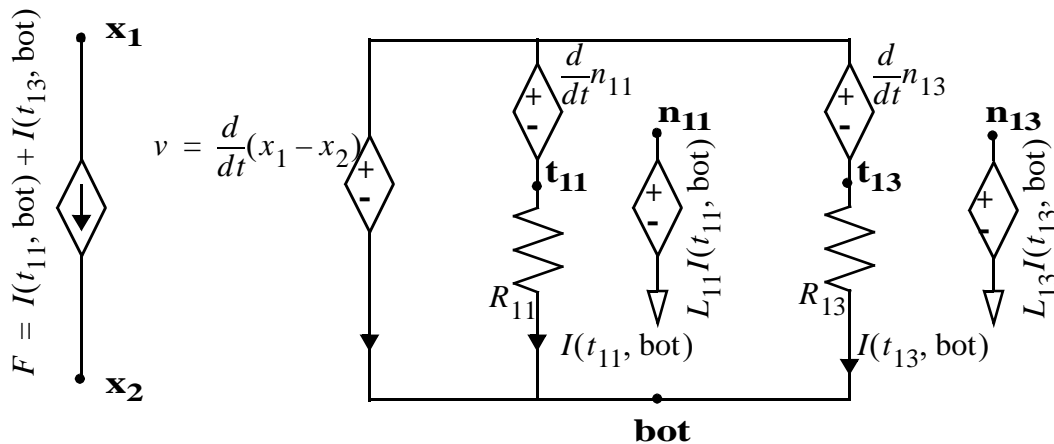 x1
F = I(t11, bot) + I(t13, bot)
x2
v = d/dt (x1 – x2)
+
-
d/dt n11
+
-
t11
R11
I(t11, bot)
n11
+
-
L11 I(t11, bot)
d/dt n13
+
-
t13
R13
I(t13, bot)
n13
+
-
L13 I(t13, bot)
bot